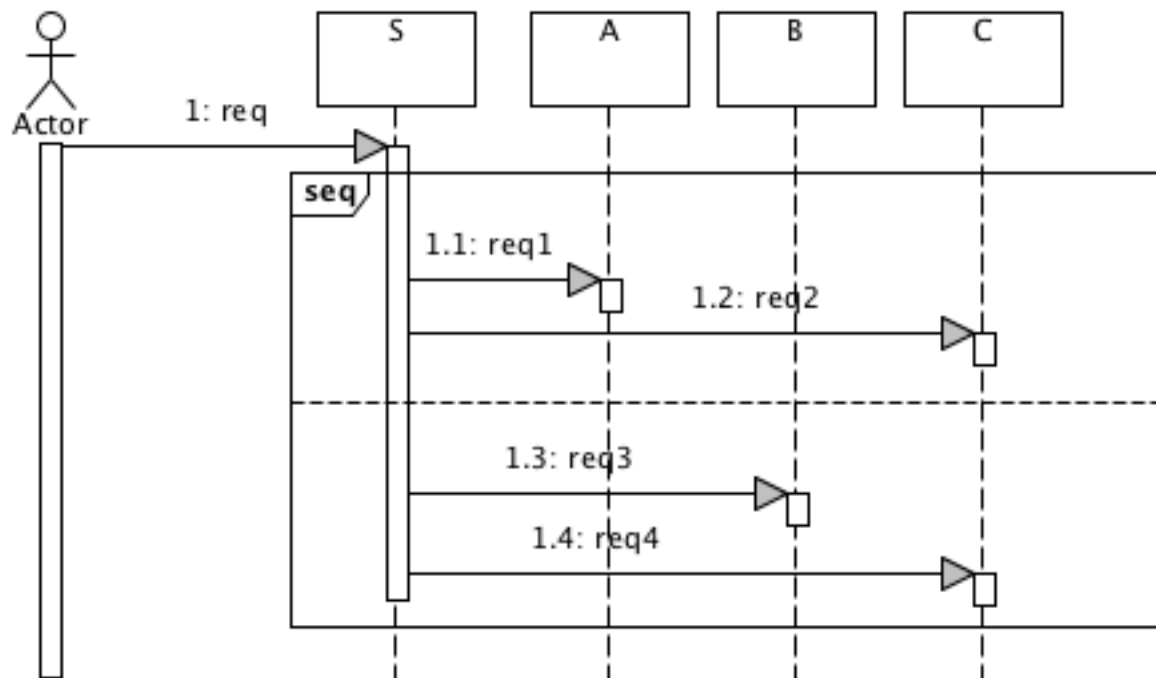 S
A
B
C
Actor
1: req
seq
1.1: req1
1.2: req2
1.3: req3
1.4: req4